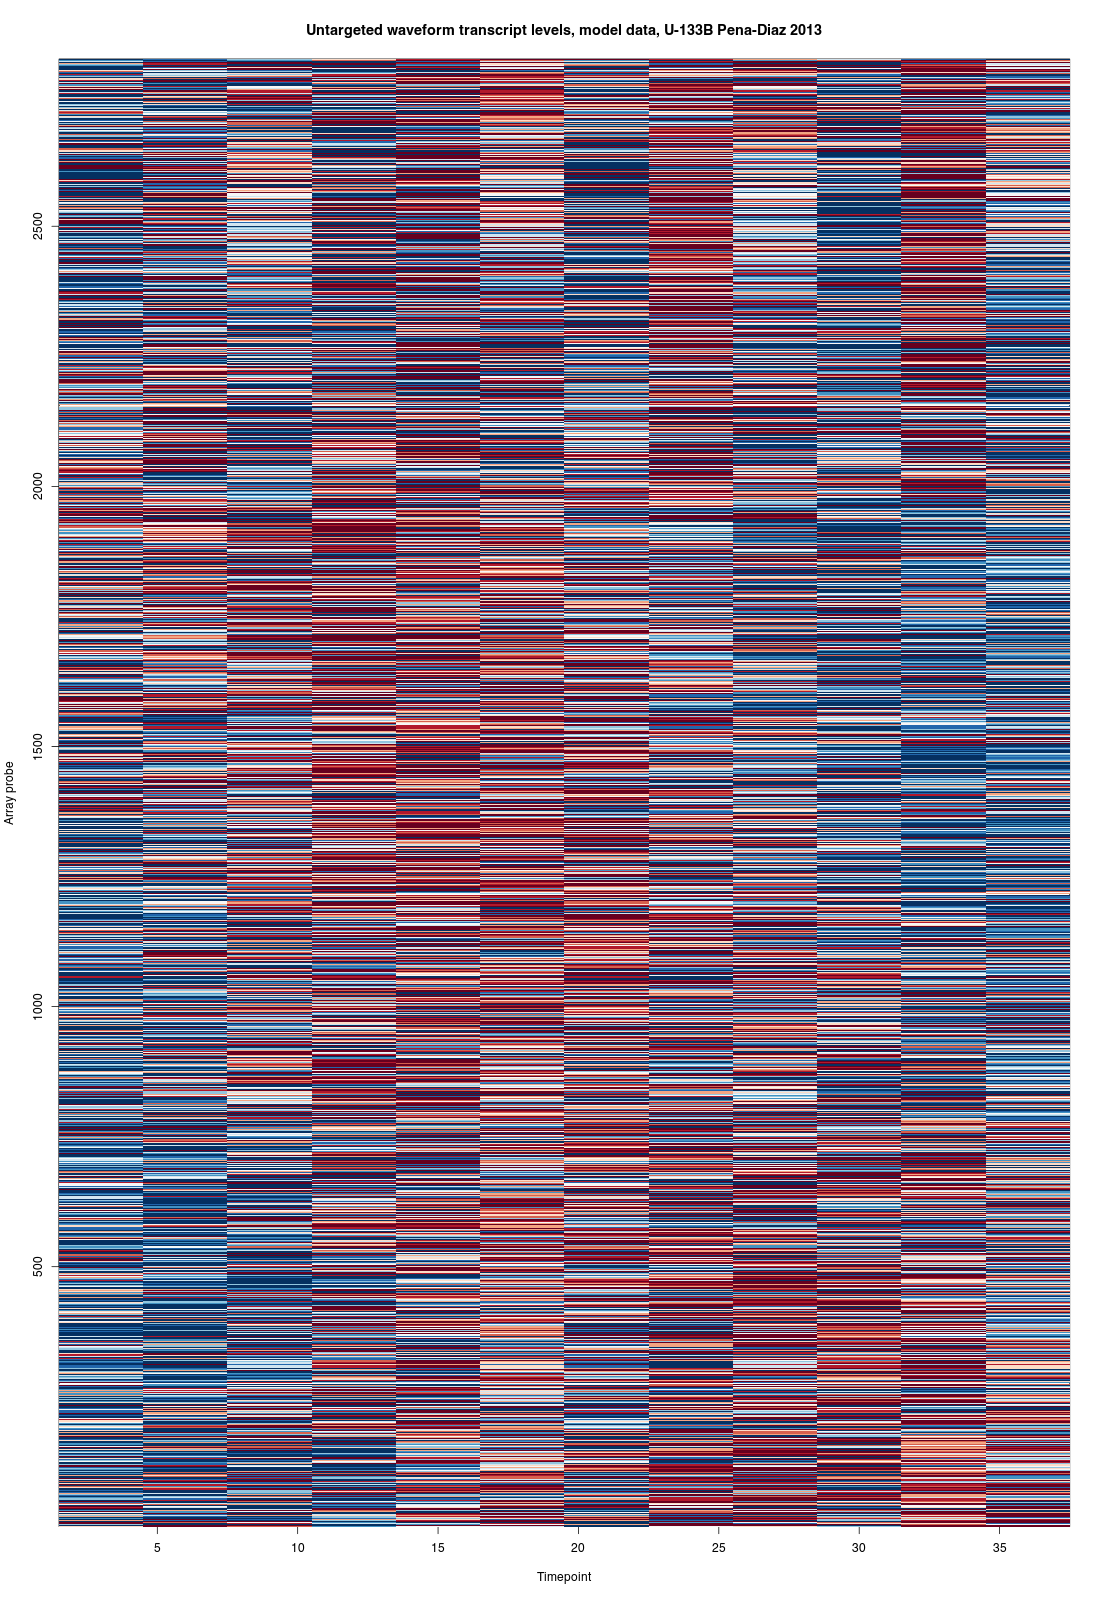 Untargeted waveform transcript levels, model data, U-133B Pena-Diaz 2013
2500
2000
1500
1000
500
Array probe
5 10 15 20 25 30 35
Timepoint